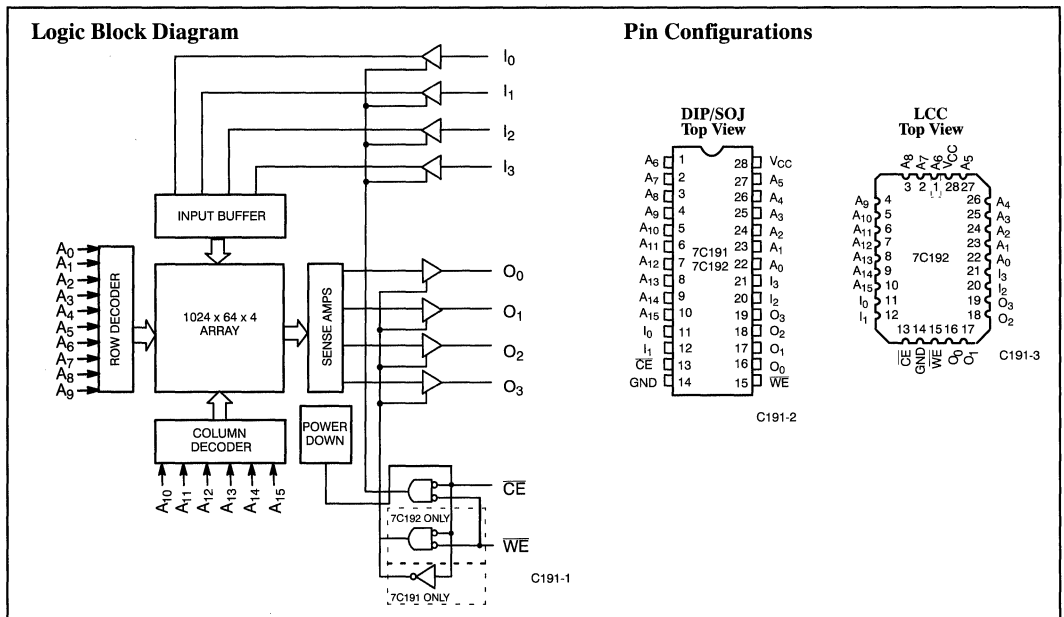 Logic Block Diagram
I0
I1
I2
I3
INPUT BUFFER
A0
A1
A2
A3
A4
A5
A6
A7
A8
A9
ROW DECODER
1024 x 64 x 4
ARRAY
SENSE AMPS
O0
O1
O2
O3
COLUMN
DECODER
A10
A11
A12
A13
A14
A15
POWER
DOWN
CE
7C192 ONLY
WE
7C191 ONLY
C191-1
Pin Configurations
DIP/SOJ
Top View
A6 1 28 VCC
A7 2 27 A5
A8 3 26 A4
A9 4 25 A3
A10 5 24 A2
A11 6 23 A1
A12 7 22 A0
A13 8 21 I3
A14 9 20 I2
A15 10 19 O3
I0 11 18 O2
I1 12 17 O1
CE 13 16 O0
GND 14 15 WE
7C191
7C192
C191-2
LCC
Top View
A8 A7 A6 VCC A5
3 2 1 28 27
A9 4 26 A4
A10 5 25 A3
A11 6 24 A2
A12 7 23 A1
A13 8 22 A0
A14 9 21 I3
A15 10 20 I2
I0 11 19 O3
I1 12 18 O2
7C192
13 14 15 16 17
CE GND WE O0 O1
C191-3